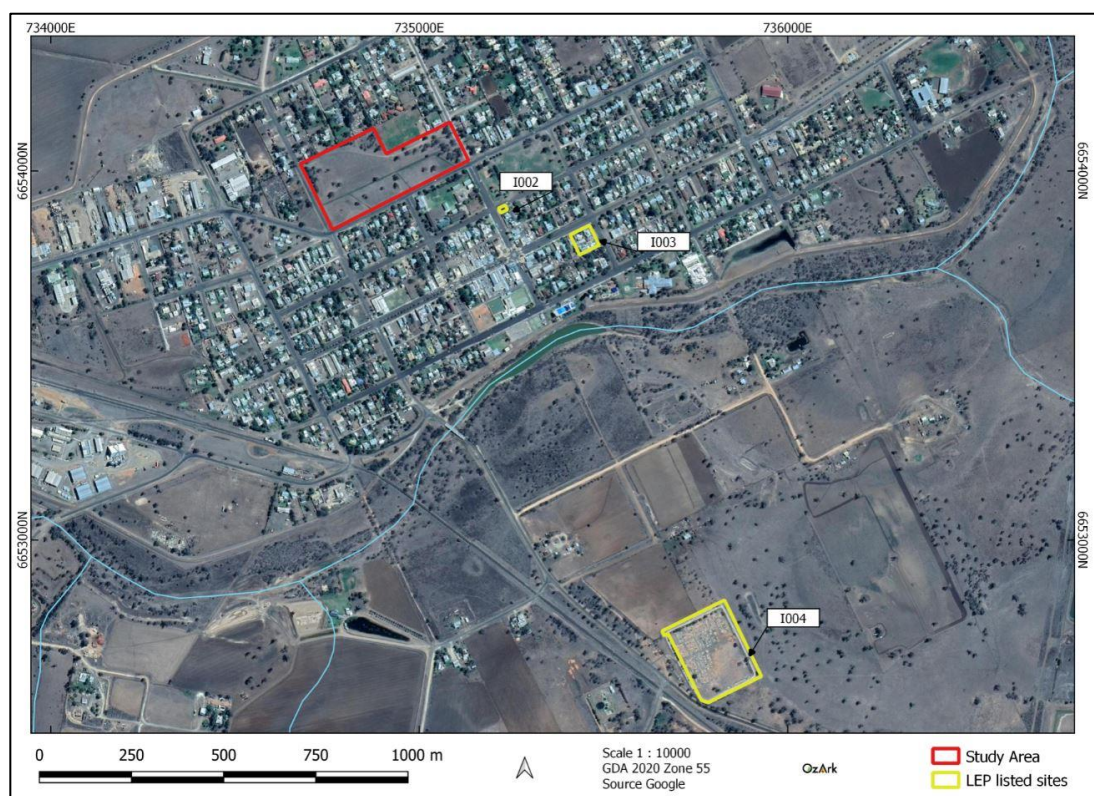 734000E 735000E 736000E
6654000N 6654000N
I002
I003
6653000N 6653000N
I004
0 250 500 750 1000 m
Scale 1 : 10000
GDA 2020 Zone 55
Source Google
OzArk
Study Area
LEP listed sites